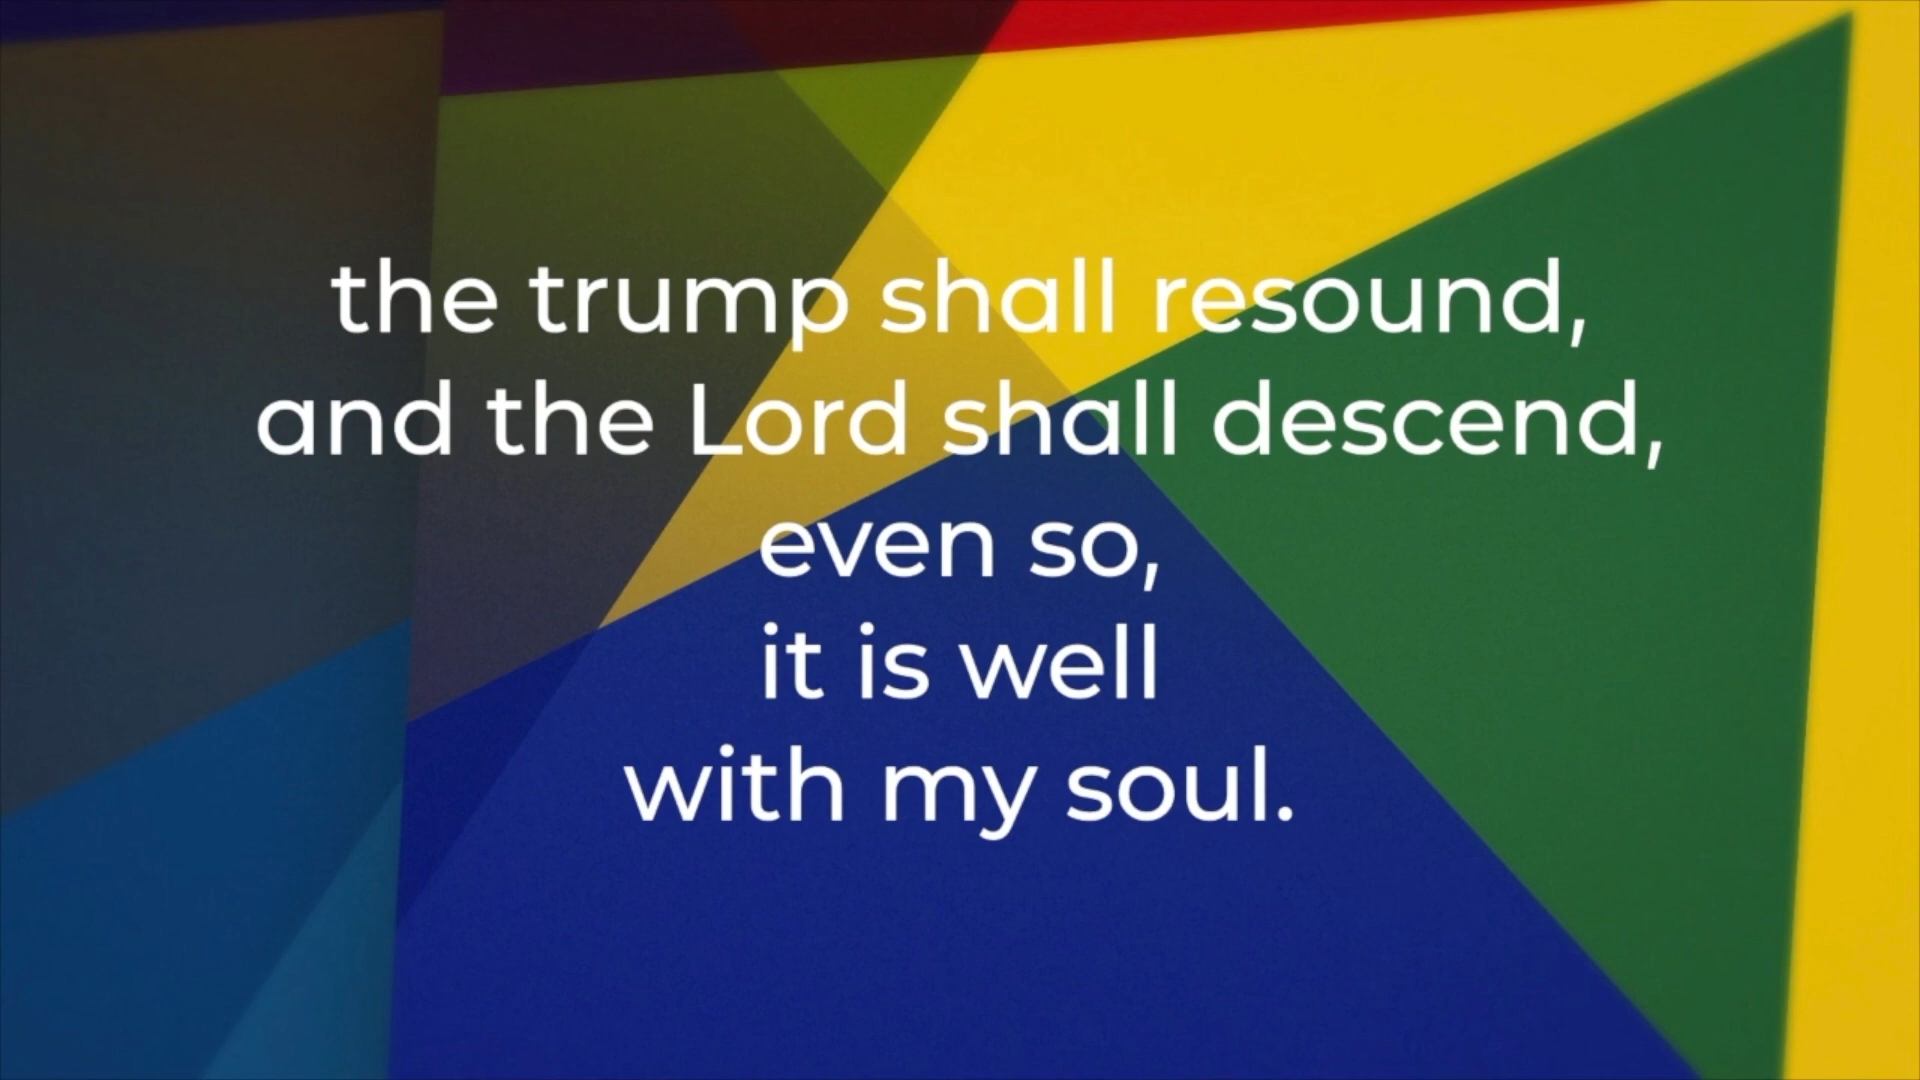 the trump shall resound,
and the Lord shall descend,
even so,
it is well
with my soul.